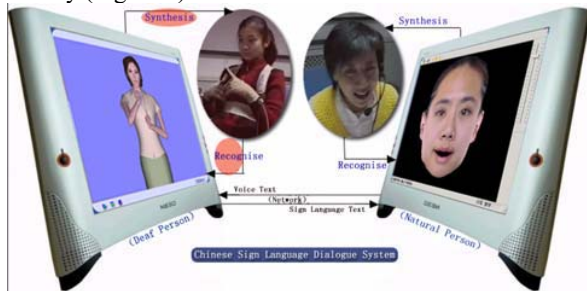 Synthesis
Synthesis
Recognise
Recognise
Voice Text
(Network)
Sign Language Text
(Deaf Person)
(Natural Person)
Chinese Sign Language Dialogue System